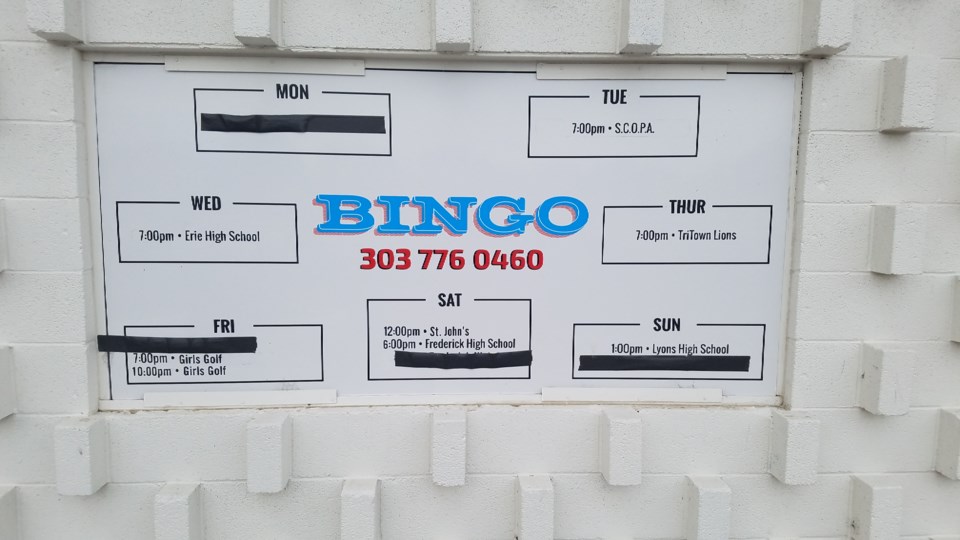 MON
TUE
7:00pm • S.C.O.P.A.
WED
7:00pm • Erie High School
BINGO
303 776 0460
THUR
7:00pm • TriTown Lions
FRI
7:00pm • Girls Golf
10:00pm • Girls Golf
SAT
12:00pm • St. John's
6:00pm • Frederick High School
SUN
1:00pm • Lyons High School